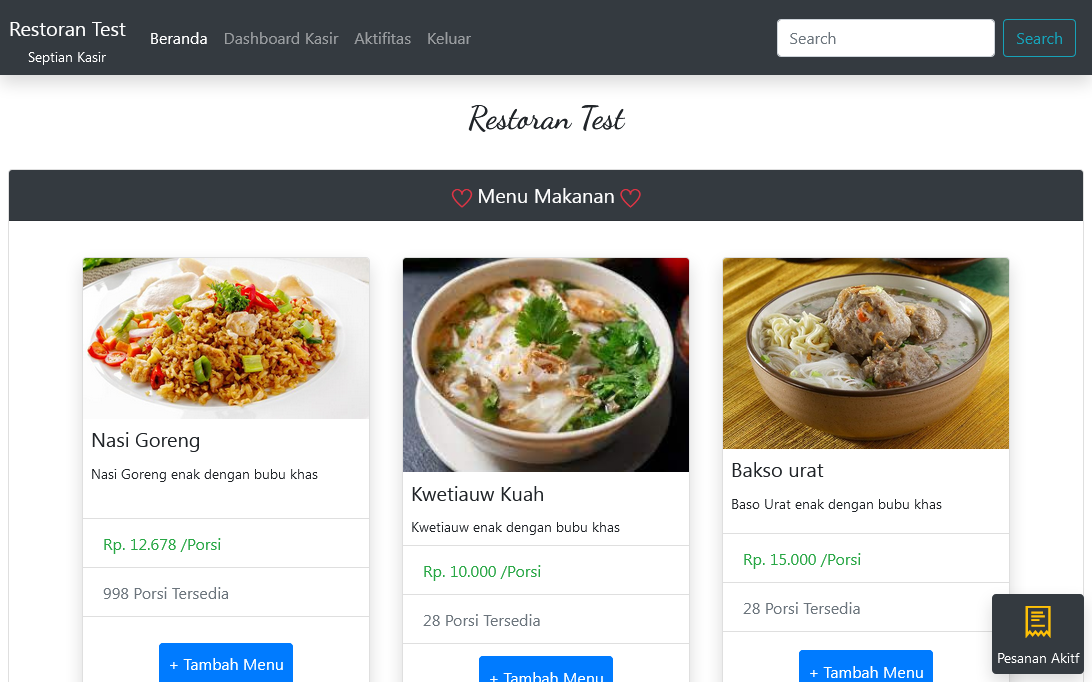 Restoran Test
Septian Kasir
Beranda Dashboard Kasir Aktifitas Keluar
Search Search
Restoran Test
Menu Makanan
Nasi Goreng
Nasi Goreng enak dengan bubu khas
Rp. 12.678 /Porsi
998 Porsi Tersedia
+ Tambah Menu
Kwetiauw Kuah
Kwetiauw enak dengan bubu khas
Rp. 10.000 /Porsi
28 Porsi Tersedia
+ Tambah Menu
Bakso urat
Baso Urat enak dengan bubu khas
Rp. 15.000 /Porsi
28 Porsi Tersedia
+ Tambah Menu
Pesanan Akitf